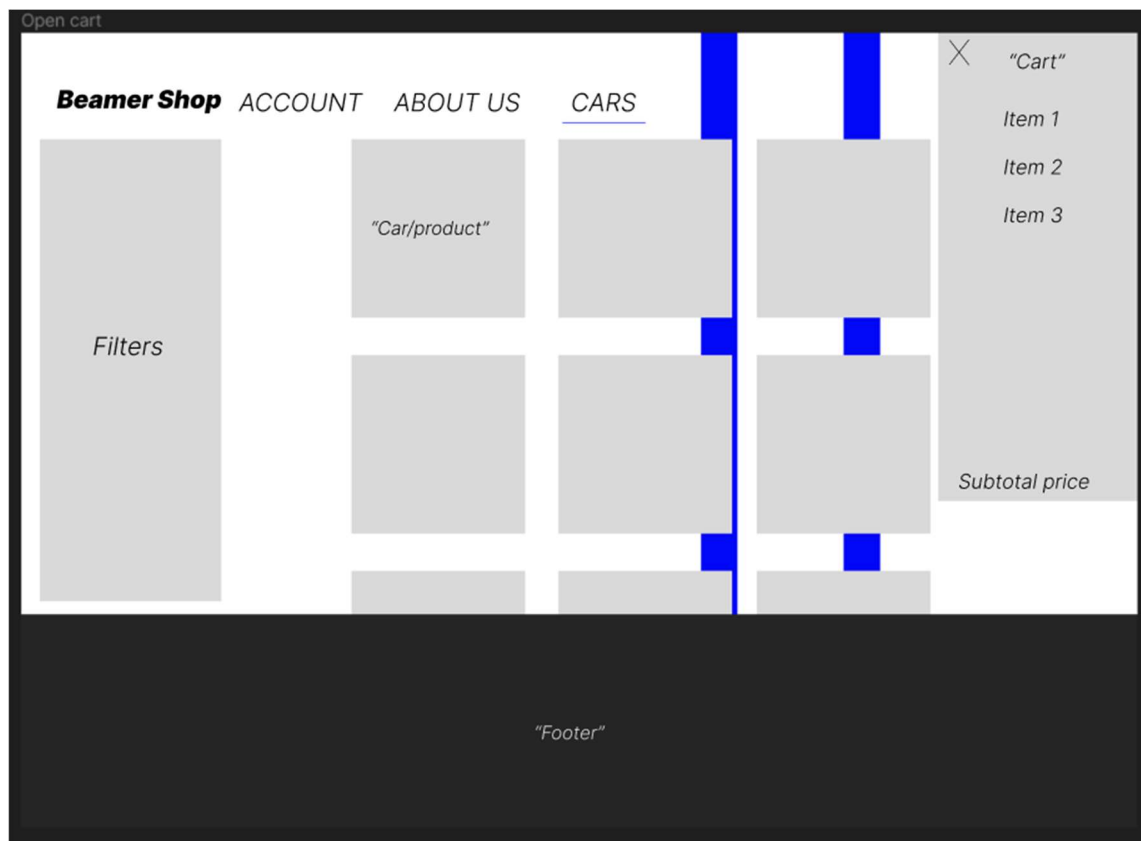 Open cart
Beamer Shop ACCOUNT ABOUT US CARS
“Car/product”
Filters
X “Cart”
Item 1
Item 2
Item 3
Subtotal price
“Footer”